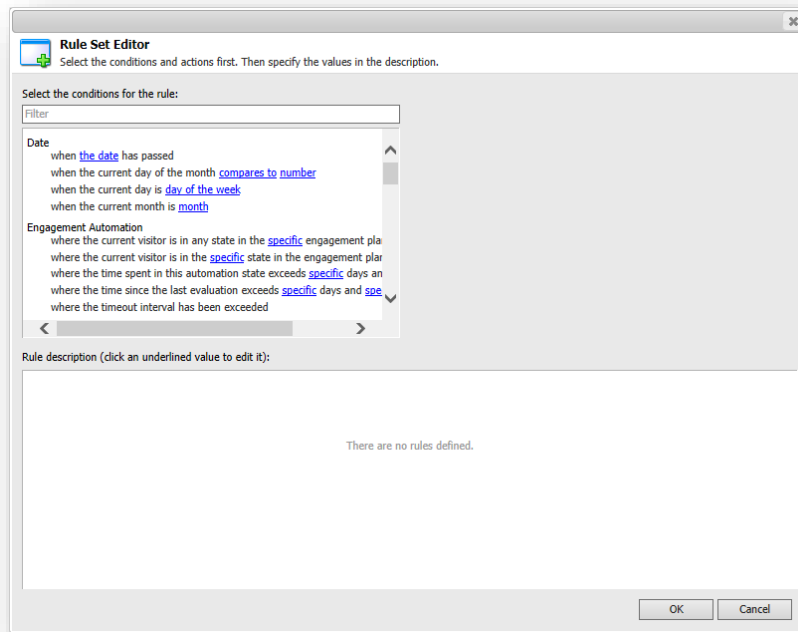 Rule Set Editor
Select the conditions and actions first. Then specify the values in the description.
Select the conditions for the rule:
Filter
Date
when the date has passed
when the current day of the month compares to number
when the current day is day of the week
when the current month is month
Engagement Automation
where the current visitor is in any state in the specific engagement pla
where the current visitor is in the specific state in the engagement plar
where the time spent in this automation state exceeds specific days an
where the time since the last evaluation exceeds specific days and spe
where the timeout interval has been exceeded
Rule description (click an underlined value to edit it):
There are no rules defined.
OK
Cancel